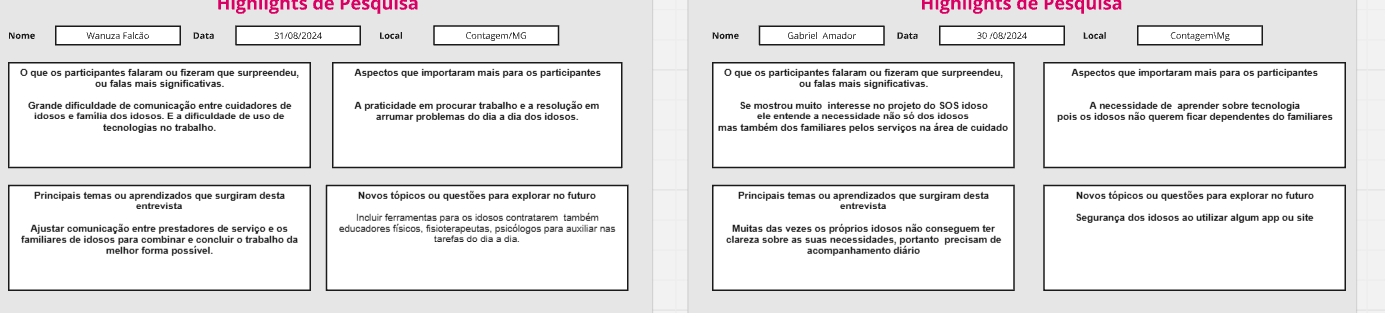 Highlights de Pesquisa
Nome Wanuza Falcão Data 31/08/2024 Local Contagem/MG
O que os participantes falaram ou fizeram que surpreendeu,
ou falas mais significativas.
Grande dificuldade de comunicação entre cuidadores de
idosos e família dos idosos. E a dificuldade de uso de
tecnologias no trabalho.
Aspectos que importaram mais para os participantes
A praticidade em procurar trabalho e a resolução em
arrumar problemas do dia a dia dos idosos.
Principais temas ou aprendizados que surgiram desta
entrevista
Ajustar comunicação entre prestadores de serviço e os
familiares de idosos para combinar e concluir o trabalho da
melhor forma possível.
Novos tópicos ou questões para explorar no futuro
Incluir ferramentas para os idosos contratarem também
educadores físicos, fisioterapeutas, psicólogos para auxiliar nas
tarefas do dia a dia.
Highlights de Pesquisa
Nome Gabriel Amador Data 30 /08/2024 Local Contagem\Mg
O que os participantes falaram ou fizeram que surpreendeu,
ou falas mais significativas.
Se mostrou muito interesse no projeto do SOS idoso
ele entende a necessidade não só dos idosos
mas também dos familiares pelos serviços na área de cuidado
Aspectos que importaram mais para os participantes
A necessidade de aprender sobre tecnologia
pois os idosos não querem ficar dependentes do familiares
Principais temas ou aprendizados que surgiram desta
entrevista
Muitas das vezes os próprios idosos não conseguem ter
clareza sobre as suas necessidades, portanto precisam de
acompanhamento diário
Novos tópicos ou questões para explorar no futuro
Segurança dos idosos ao utilizar algum app ou site